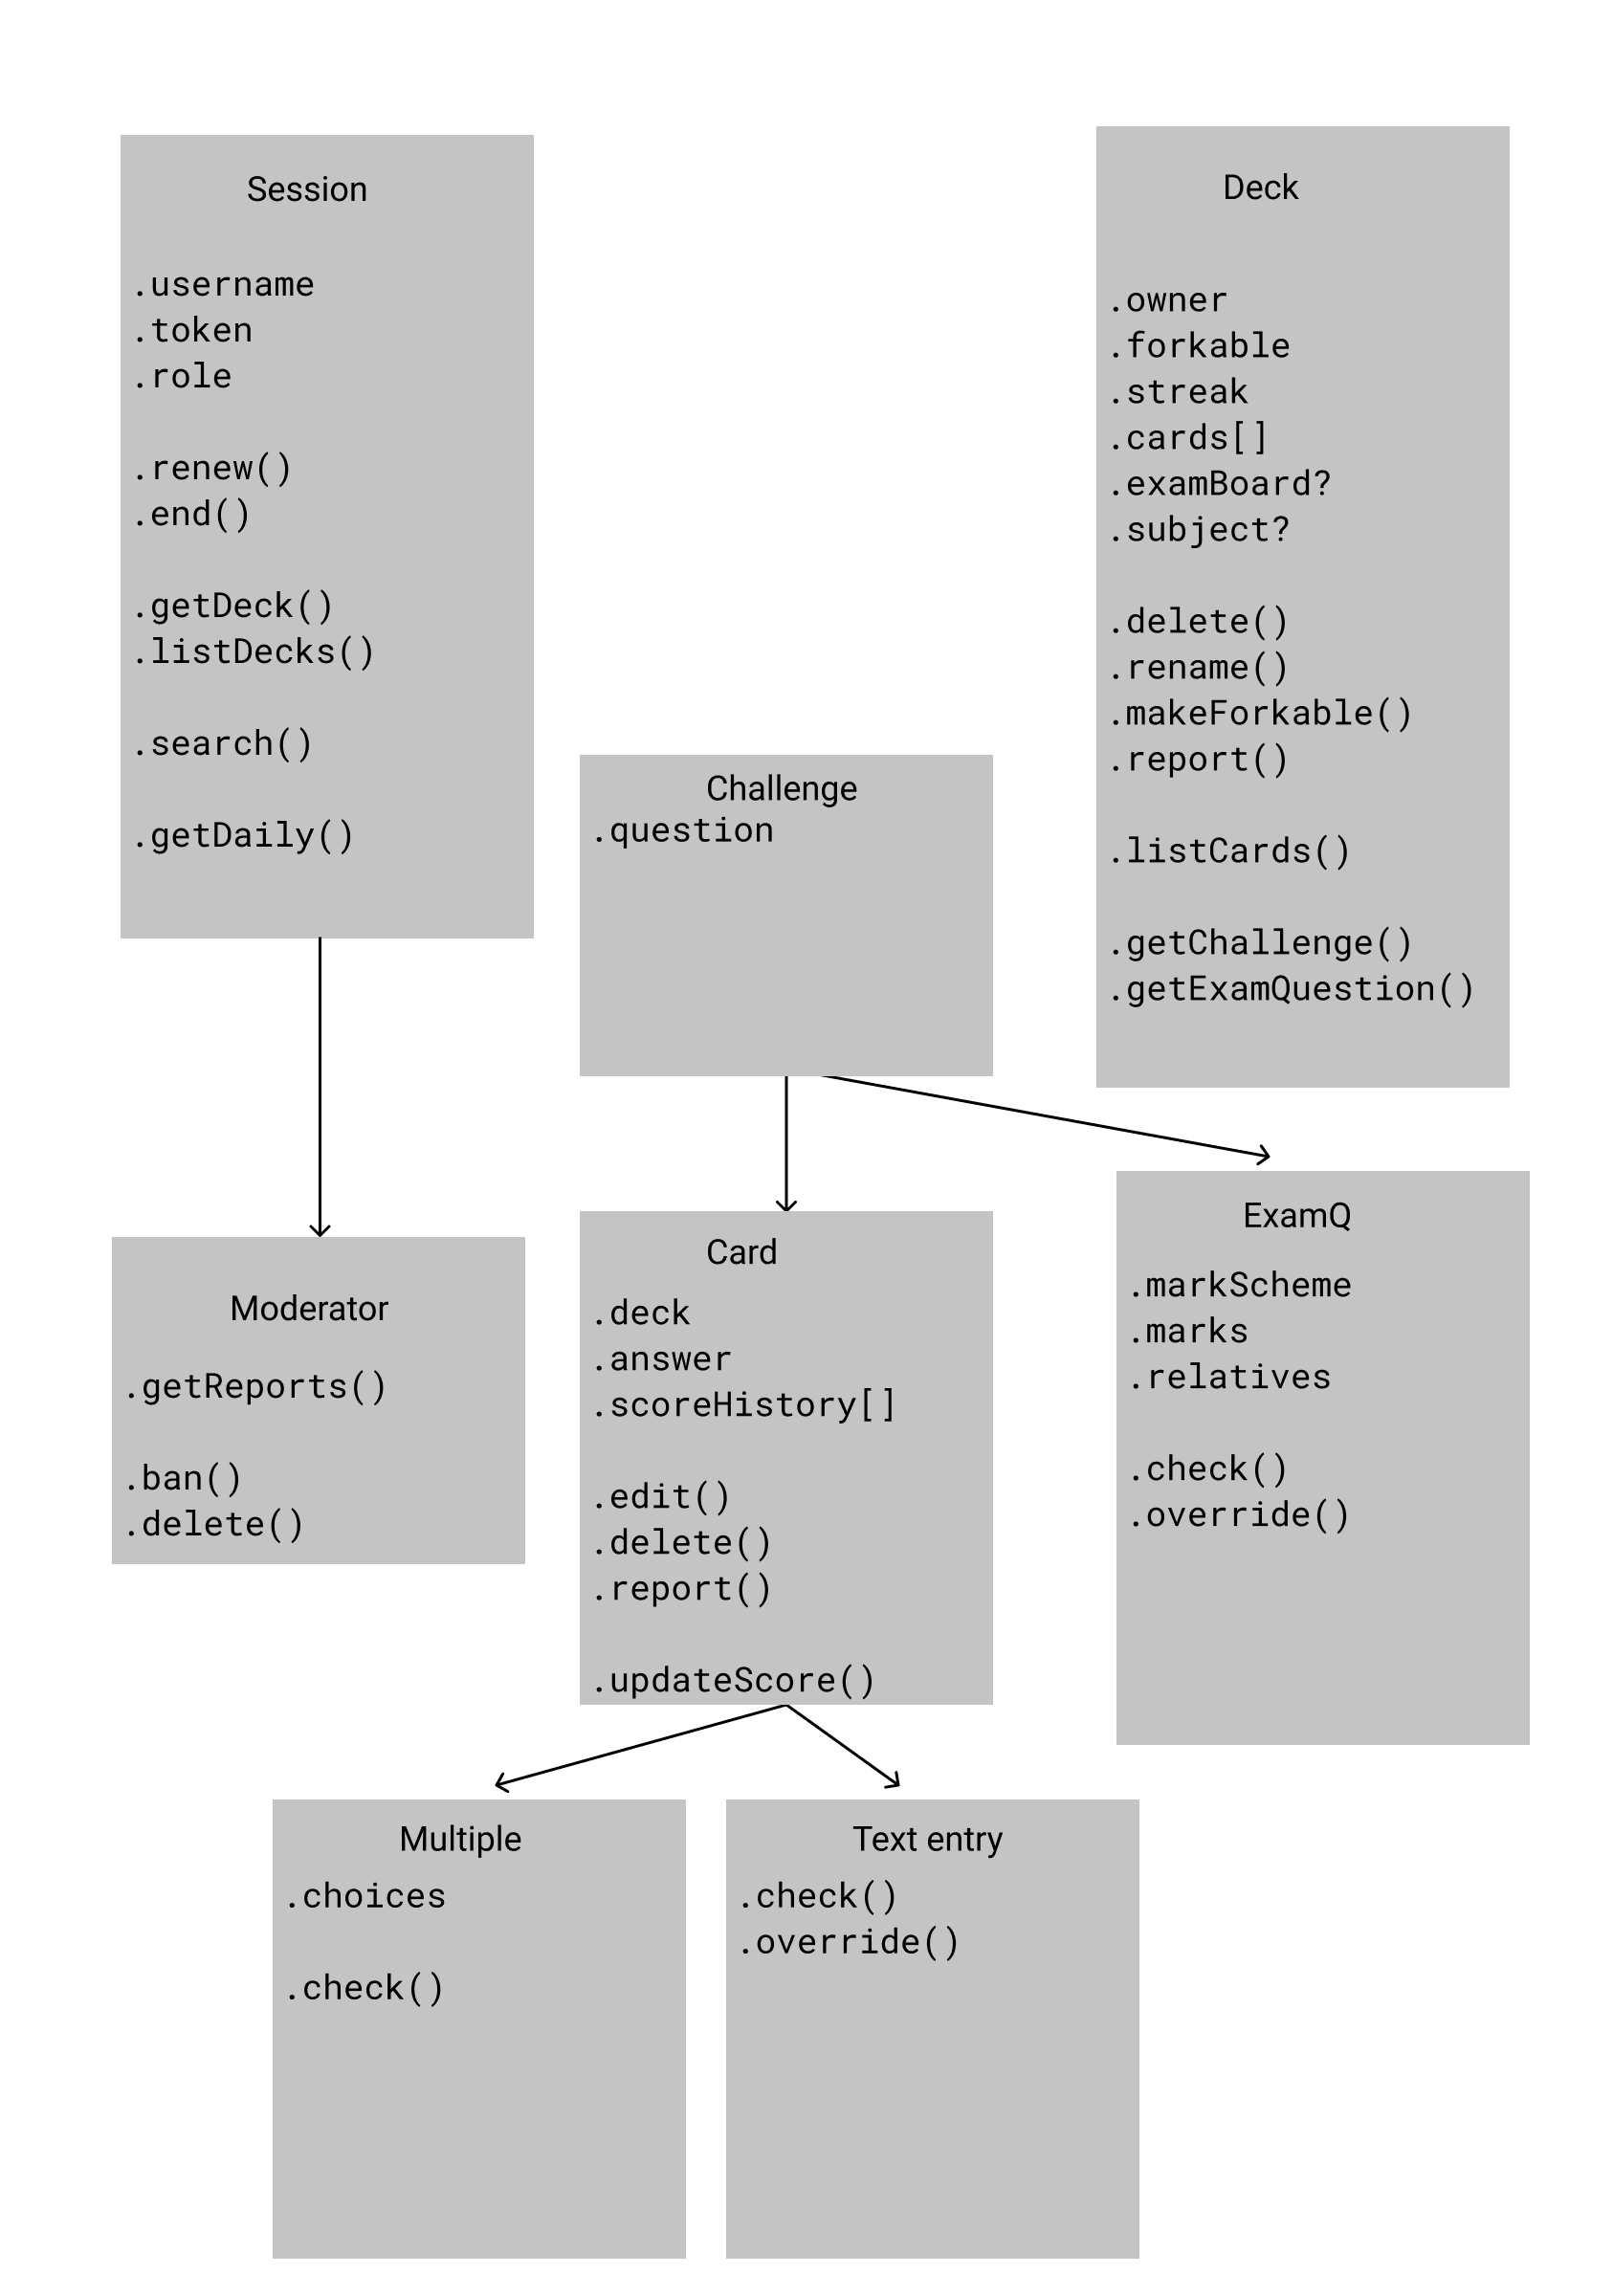 Session
.username
.token
.role
.renew()
.end()
.getDeck()
.listDecks()
.search()
.getDaily()
Deck
.owner
.forkable
.streak
.cards[]
.examBoard?
.subject?
.delete()
.rename()
.makeForkable()
.report()
.listCards()
.getChallenge()
.getExamQuestion()
Challenge
.question
Moderator
.getReports()
.ban()
.delete()
Card
.deck
.answer
.scoreHistory[]
.edit()
.delete()
.report()
.updateScore()
ExamQ
.markScheme
.marks
.relatives
.check()
.override()
Multiple
.choices
.check()
Text entry
.check()
.override()